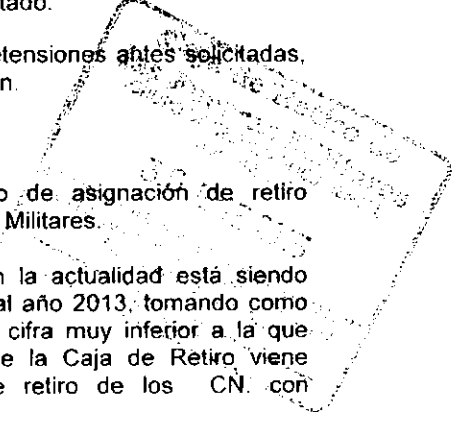 tado.
etensiones antes solicitadas,
n.
o de asignación de retiro
Militares.
n la actualidad está siendo
al año 2013, tomando como
cifra muy inferior a la que
e la Caja de Retiro viene
e retiro de los CN. con